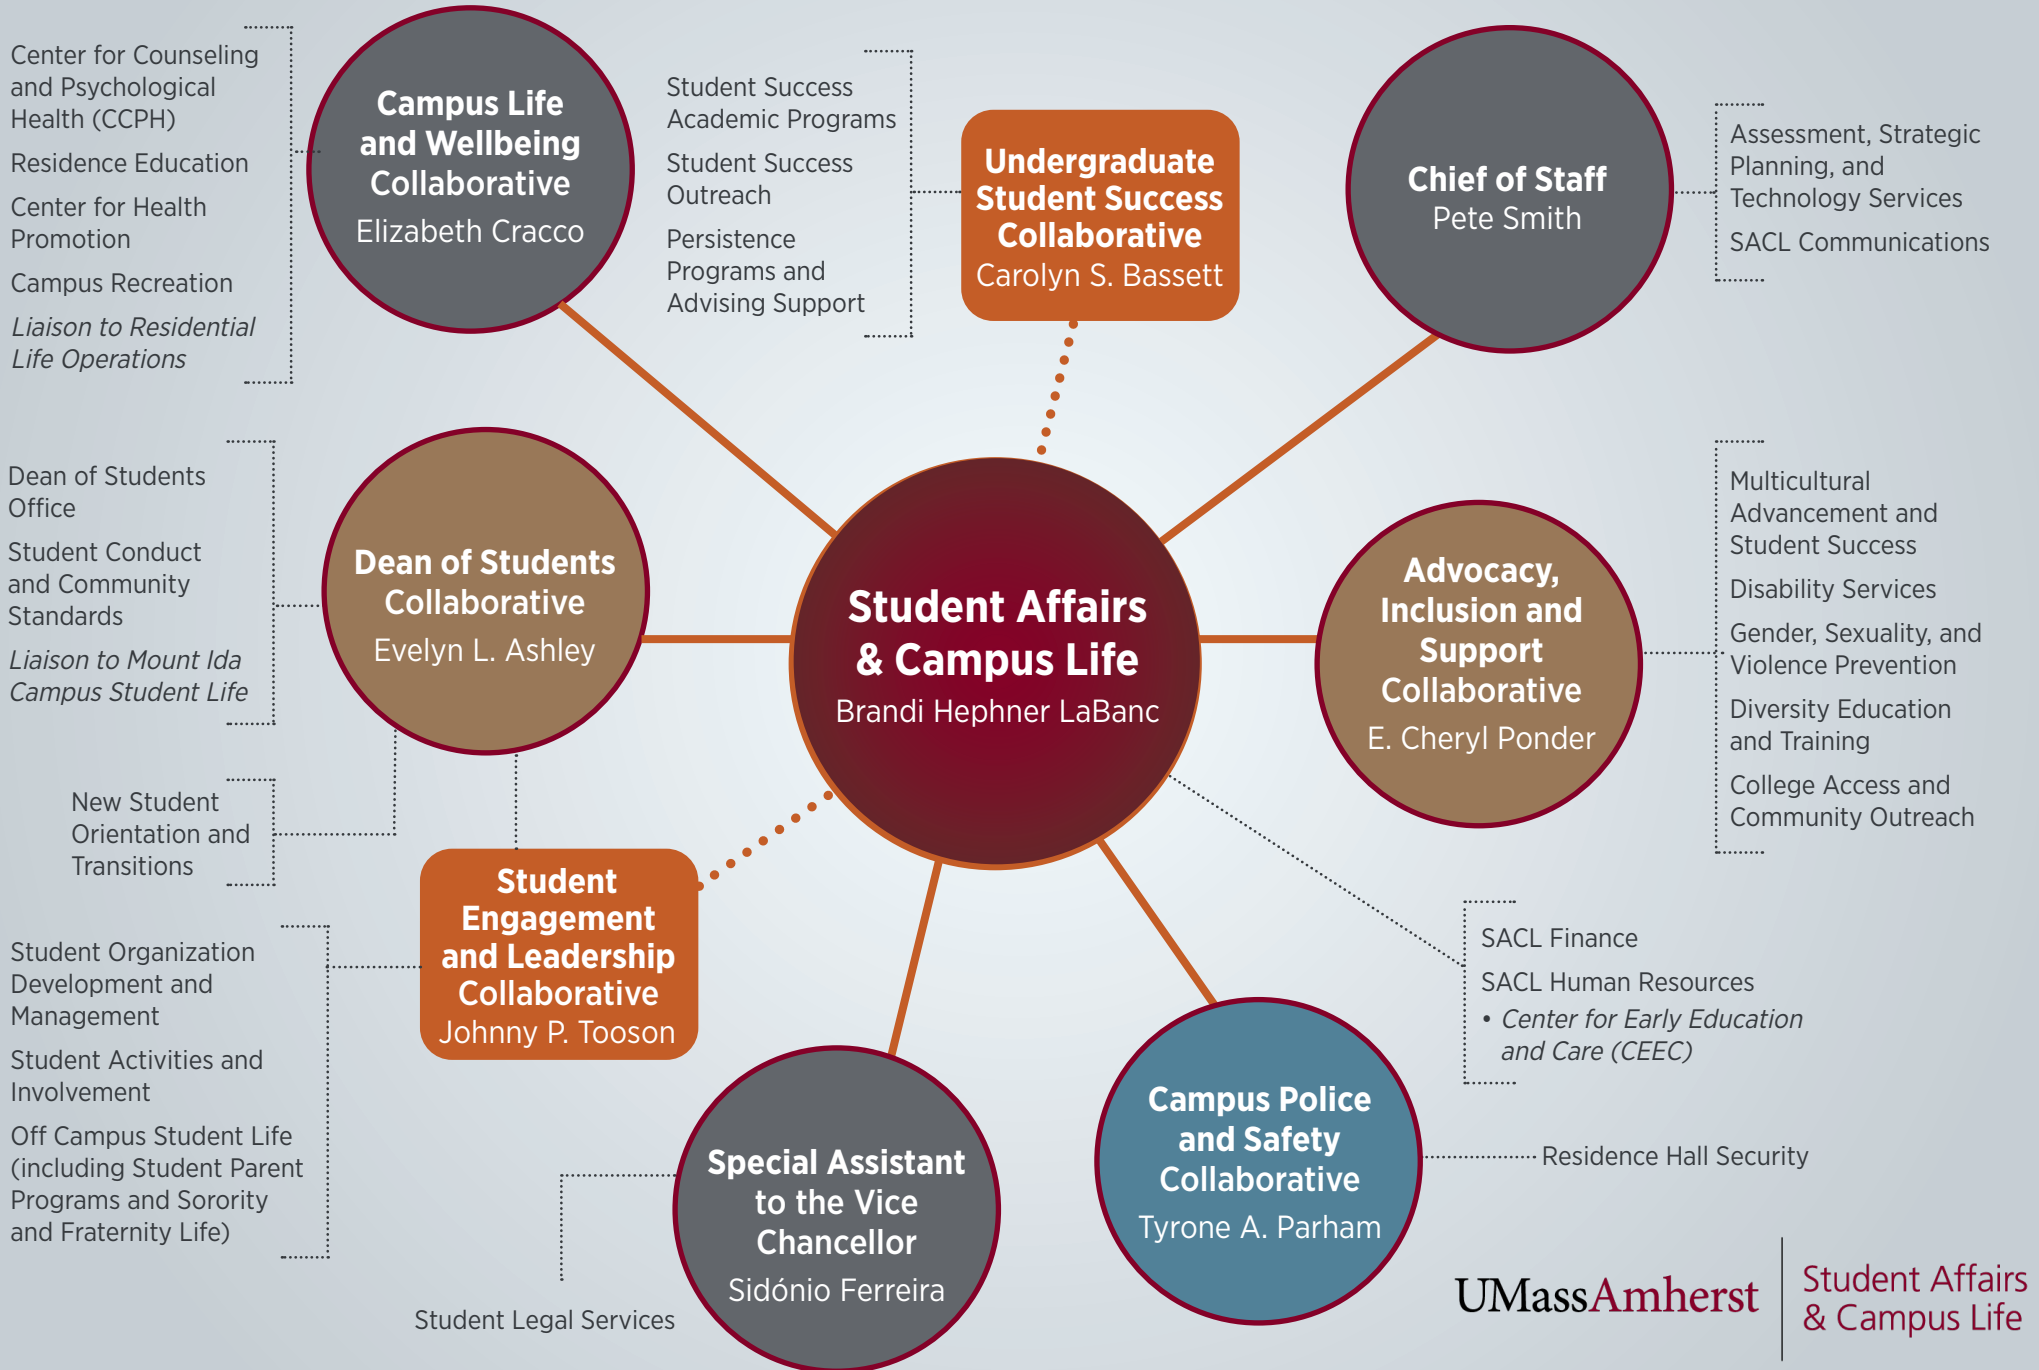 Center for Counseling
and Psychological
Health (CCPH)
Residence Education
Center for Health
Promotion
Campus Recreation
Liaison to Residential
Life Operations
Campus Life
and Wellbeing
Collaborative
Elizabeth Cracco
Student Success
Academic Programs
Student Success
Outreach
Persistence
Programs and
Advising Support
Undergraduate
Student Success
Collaborative
Carolyn S. Bassett
Chief of Staff
Pete Smith
Assessment, Strategic
Planning, and
Technology Services
SACL Communications
Dean of Students
Office
Student Conduct
and Community
Standards
Liaison to Mount Ida
Campus Student Life
Dean of Students
Collaborative
Evelyn L. Ashley
Student Affairs
& Campus Life
Brandi Hephner LaBanc
Advocacy,
Inclusion and
Support
Collaborative
E. Cheryl Ponder
Multicultural
Advancement and
Student Success
Disability Services
Gender, Sexuality, and
Violence Prevention
Diversity Education
and Training
College Access and
Community Outreach
New Student
Orientation and
Transitions
Student
Engagement
and Leadership
Collaborative
Johnny P. Tooson
Student Organization
Development and
Management
Student Activities and
Involvement
Off Campus Student Life
(including Student Parent
Programs and Sorority
and Fraternity Life)
SACL Finance
SACL Human Resources
• Center for Early Education
and Care (CEEC)
Special Assistant
to the Vice
Chancellor
Sidónio Ferreira
Student Legal Services
Campus Police
and Safety
Collaborative
Tyrone A. Parham
Residence Hall Security
UMassAmherst
Student Affairs
& Campus Life